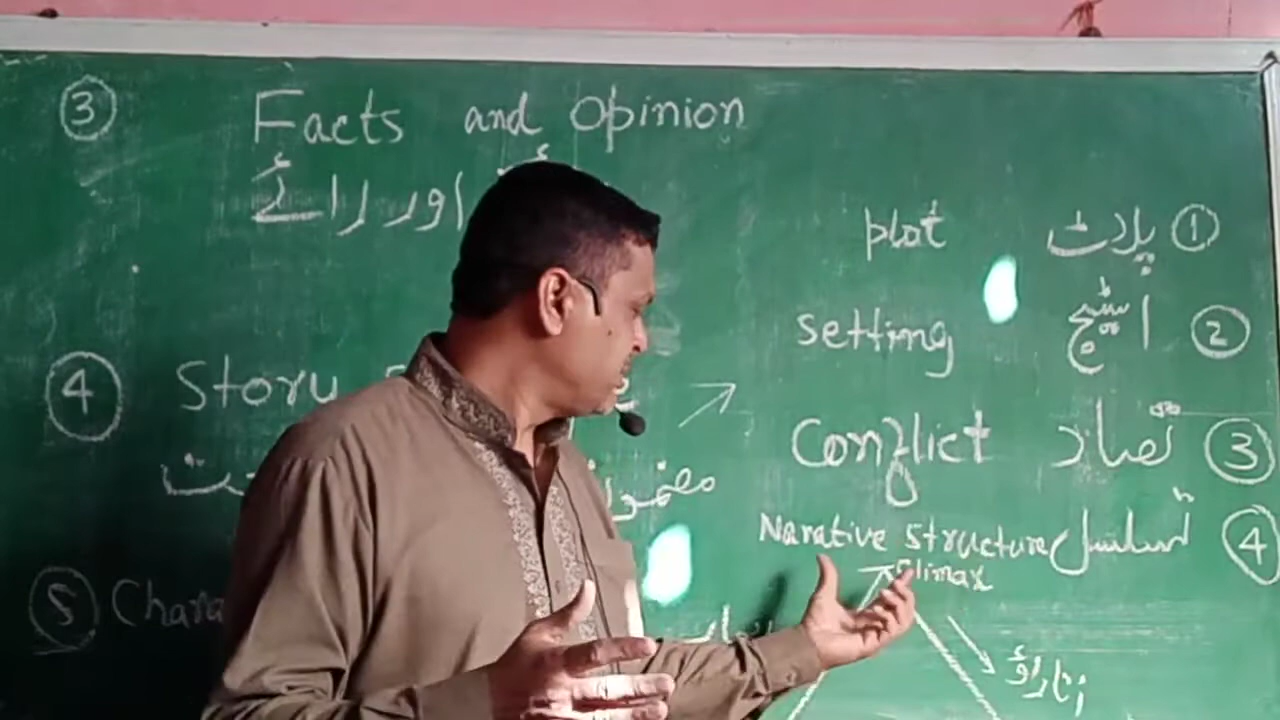 ③ Facts and Opinion
اور رائے
④ Story
⑤ Chara
plot پلاٹ ①
setting اسٹیج ②
Conflict تصاد ③
Narative Structure تسلسل ④
Climax